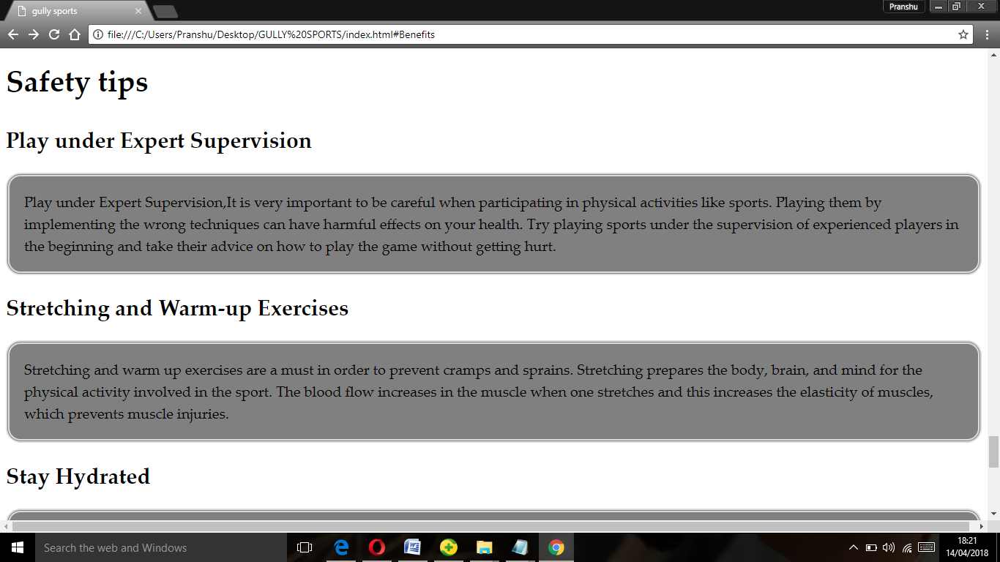 gully sports
Pranshu
file:///C:/Users/Pranshu/Desktop/GULLY%20SPORTS/index.html#Benefits
Safety tips
Play under Expert Supervision
Play under Expert Supervision,It is very important to be careful when participating in physical activities like sports. Playing them by
implementing the wrong techniques can have harmful effects on your health. Try playing sports under the supervision of experienced players in
the beginning and take their advice on how to play the game without getting hurt.
Stretching and Warm-up Exercises
Stretching and warm up exercises are a must in order to prevent cramps and sprains. Stretching prepares the body, brain, and mind for the
physical activity involved in the sport. The blood flow increases in the muscle when one stretches and this increases the elasticity of muscles,
which prevents muscle injuries.
Stay Hydrated
Search the web and Windows
18:21
14/04/2018